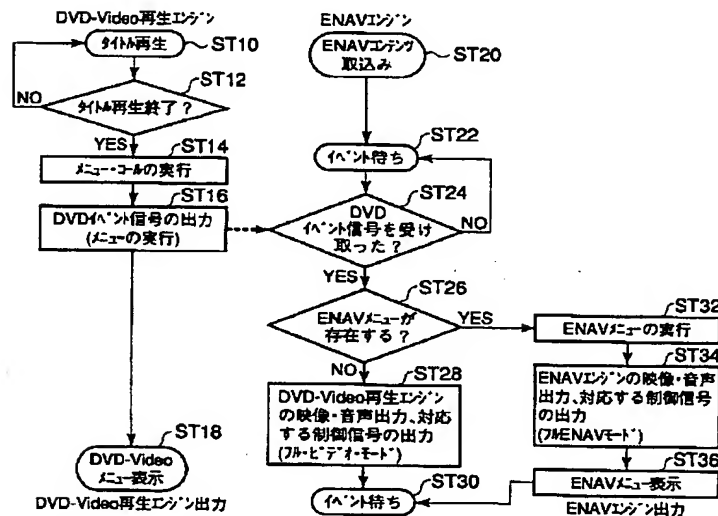 DVD-Video再生エンジン
タイトル再生
ST10
ST12
NO
タイトル再生終了?
YES
ST14
メニュー・コールの実行
ST16
DVDイベント信号の出力
(メニューの実行)
ST18
DVD-Video
メニュー表示
DVD-Video再生エンジン出力
ENAVエンジン
ENAVコンテンツ
取込み
ST20
ST22
イベント待ち
ST24
DVD
イベント信号を受け
取った?
NO
YES
ST26
ENAVメニューが
存在する?
YES
NO
ST28
DVD-Video再生エンジン
の映像・音声出力、対応
する制御信号の出力
(フル・ビデオ・モード)
ST30
イベント待ち
ST32
ENAVメニューの実行
ST34
ENAVエンジンの映像・音声
出力、対応する制御信号
の出力
(フルENAVモード)
ST36
ENAVメニュー表示
ENAVエンジン出力